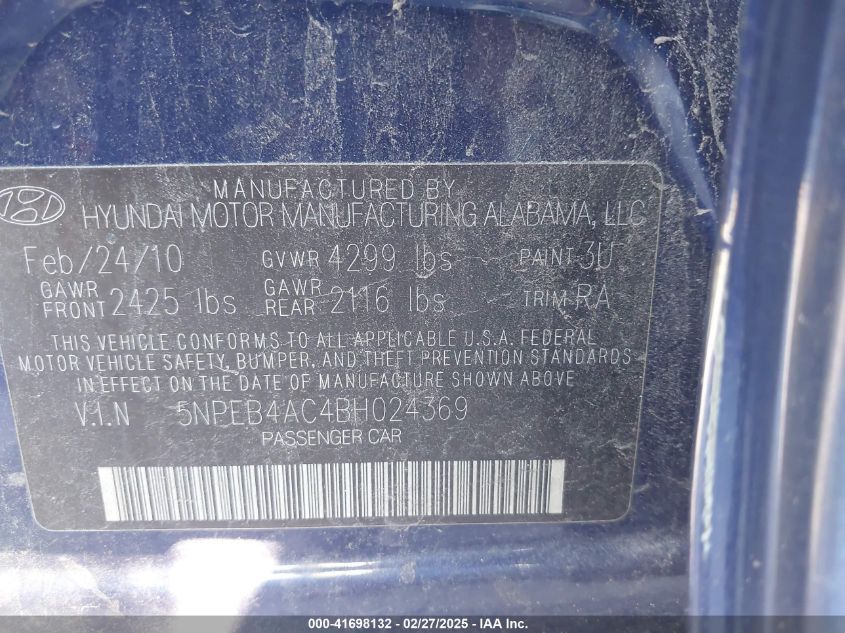 MANUFACTURED BY
HYUNDAI MOTOR MANUFACTURING ALABAMA, LLC
Feb/24/10 GVWR 4299 lbs PAINT 3U
GAWR FRONT 2425 lbs GAWR REAR 2116 lbs TRIM RA
THIS VEHICLE CONFORMS TO ALL APPLICABLE U.S.A. FEDERAL
MOTOR VEHICLE SAFETY, BUMPER, AND THEFT PREVENTION STANDARDS
IN EFFECT ON THE DATE OF MANUFACTURE SHOWN ABOVE
V.I.N 5NPEB4AC4BH024369
PASSENGER CAR
000-41698132 - 02/27/2025 - IAA Inc.